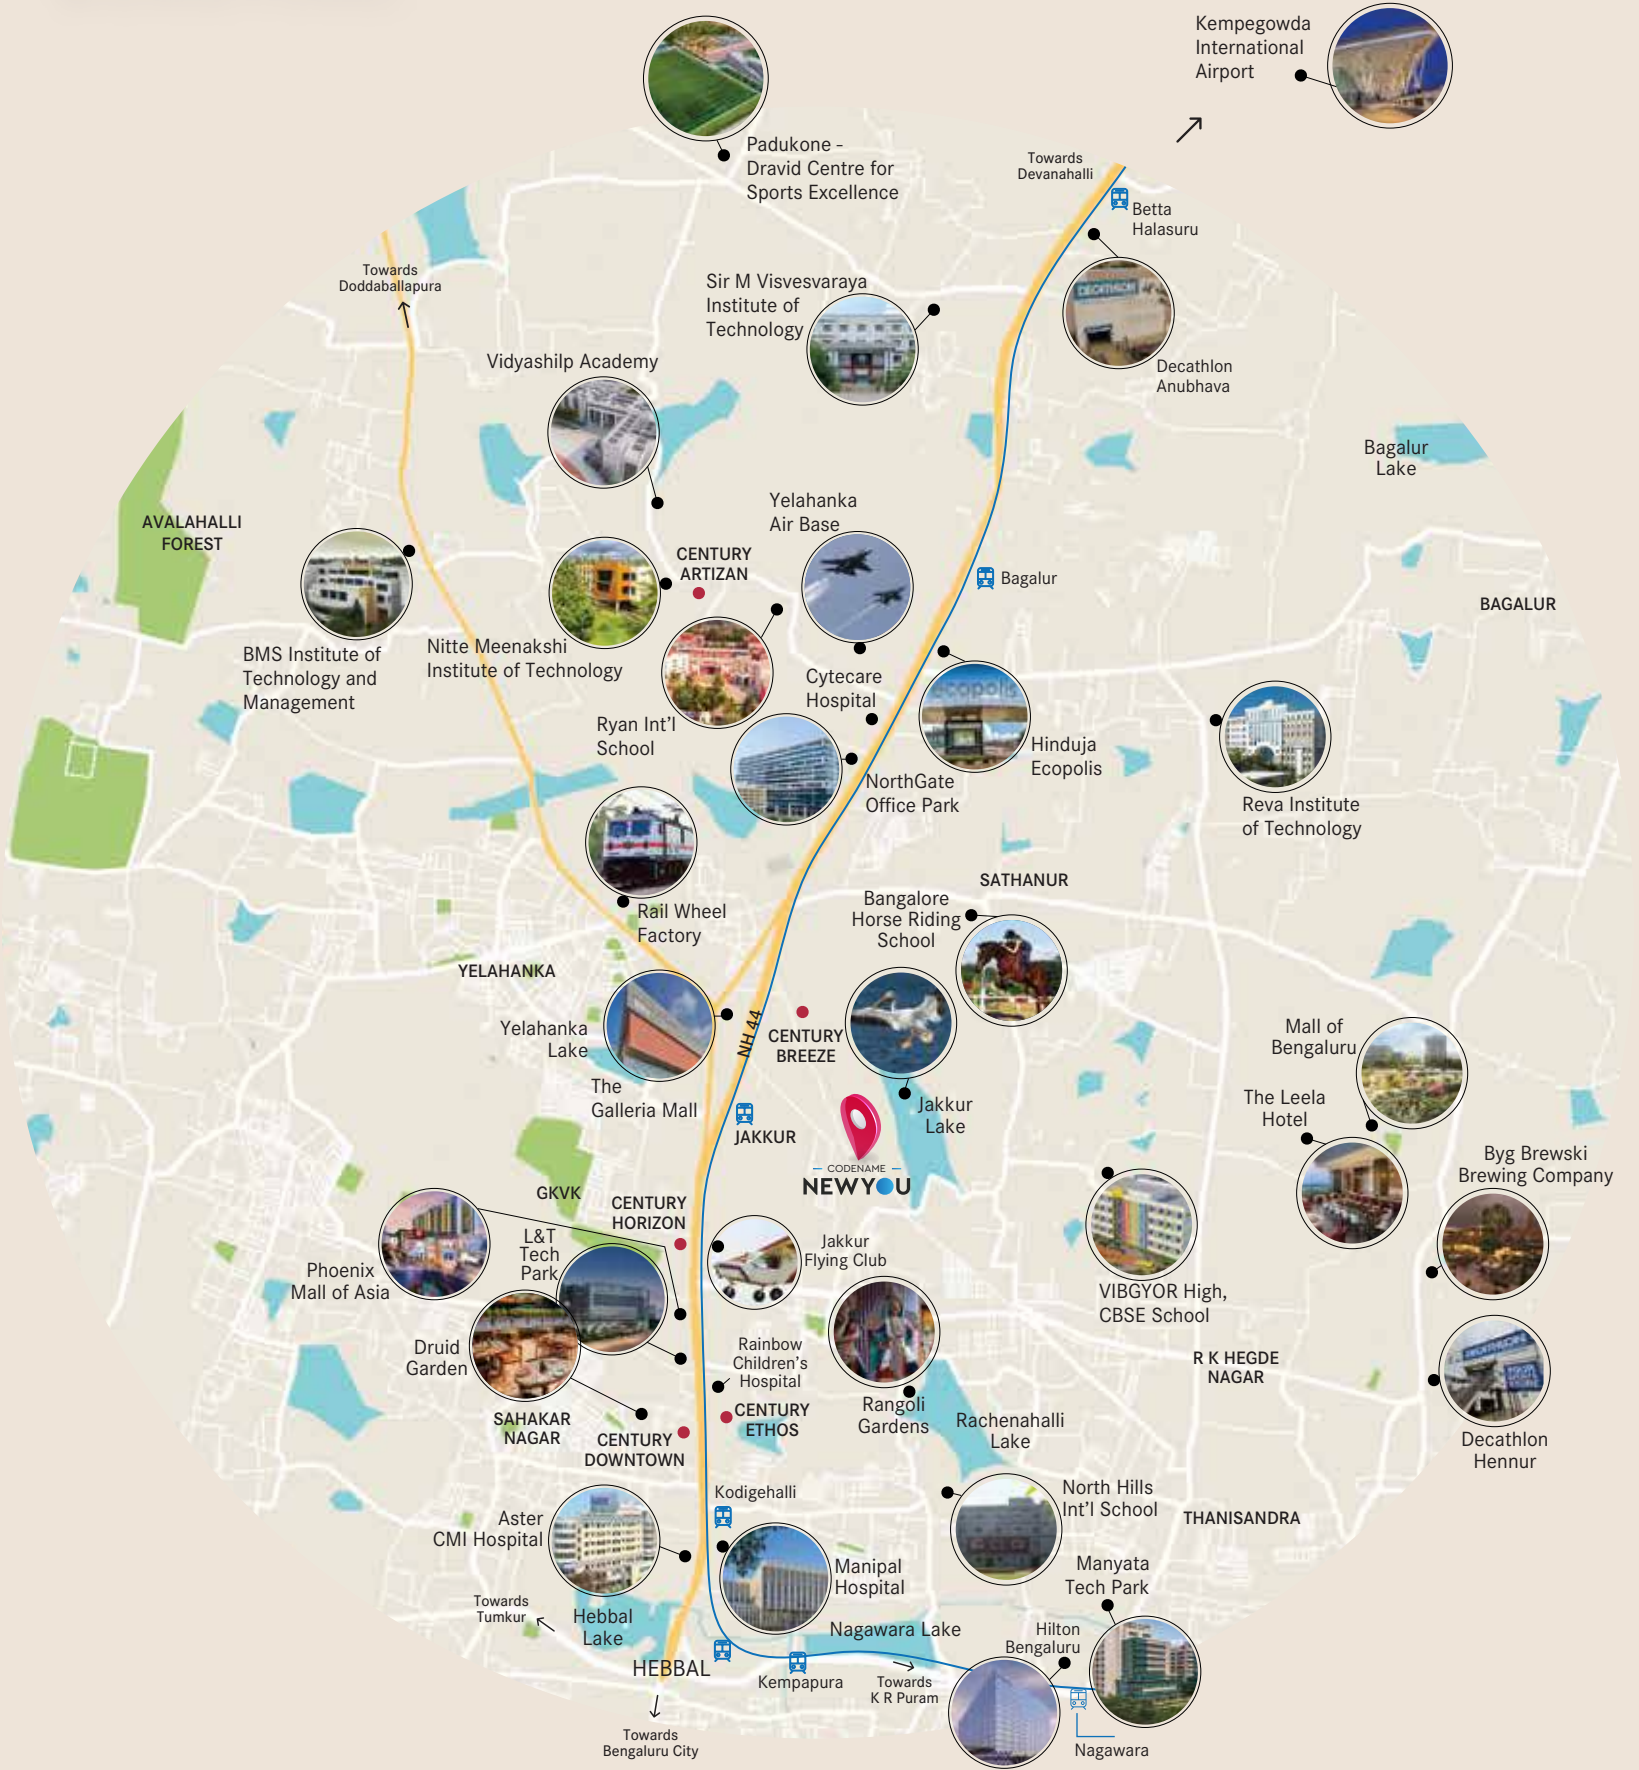 Kempegowda
International
Airport
Padukone -
Dravid Centre for
Sports Excellence
Towards
Devanahalli
Betta
Halasuru
Towards
Doddaballapura
Sir M Visvesvaraya
Institute of
Technology
DECATHLON
Decathlon
Anubhava
Vidyashilp Academy
Bagalur
Lake
Yelahanka
Air Base
AVALAHALLI
FOREST
CENTURY
ARTIZAN
Bagalur
BAGALUR
BMS Institute of
Technology and
Management
Nitte Meenakshi
Institute of Technology
Cytecare
Hospital
ecopolis
Ryan Int'l
School
Hinduja
Ecopolis
NorthGate
Office Park
Reva Institute
of Technology
SATHANUR
Bangalore
Horse Riding
School
Rail Wheel
Factory
YELAHANKA
Yelahanka
Lake
NH 44
CENTURY
BREEZE
Mall of
Bengaluru
The
Galleria Mall
The Leela
Hotel
Jakkur
Lake
JAKKUR
CODENAME
NEWYOU
Byg Brewski
Brewing Company
GKVK
CENTURY
HORIZON
L&T
Tech
Park
Jakkur
Flying Club
Phoenix
Mall of Asia
VIBGYOR High,
CBSE School
Druid
Garden
Rainbow
Children's
Hospital
R K HEGDE
NAGAR
DECATHLON
Rangoli
Gardens
SAHAKAR
NAGAR
CENTURY
ETHOS
CENTURY
DOWNTOWN
Rachenahalli
Lake
Decathlon
Hennur
Kodigehalli
North Hills
Int'l School
Aster
CMI Hospital
THANISANDRA
Manipal
Hospital
Manyata
Tech Park
Towards
Tumkur
Hebbal
Lake
Nagawara Lake
Hilton
Bengaluru
HEBBAL
Kempapura
Towards
K R Puram
Towards
Bengaluru City
Nagawara